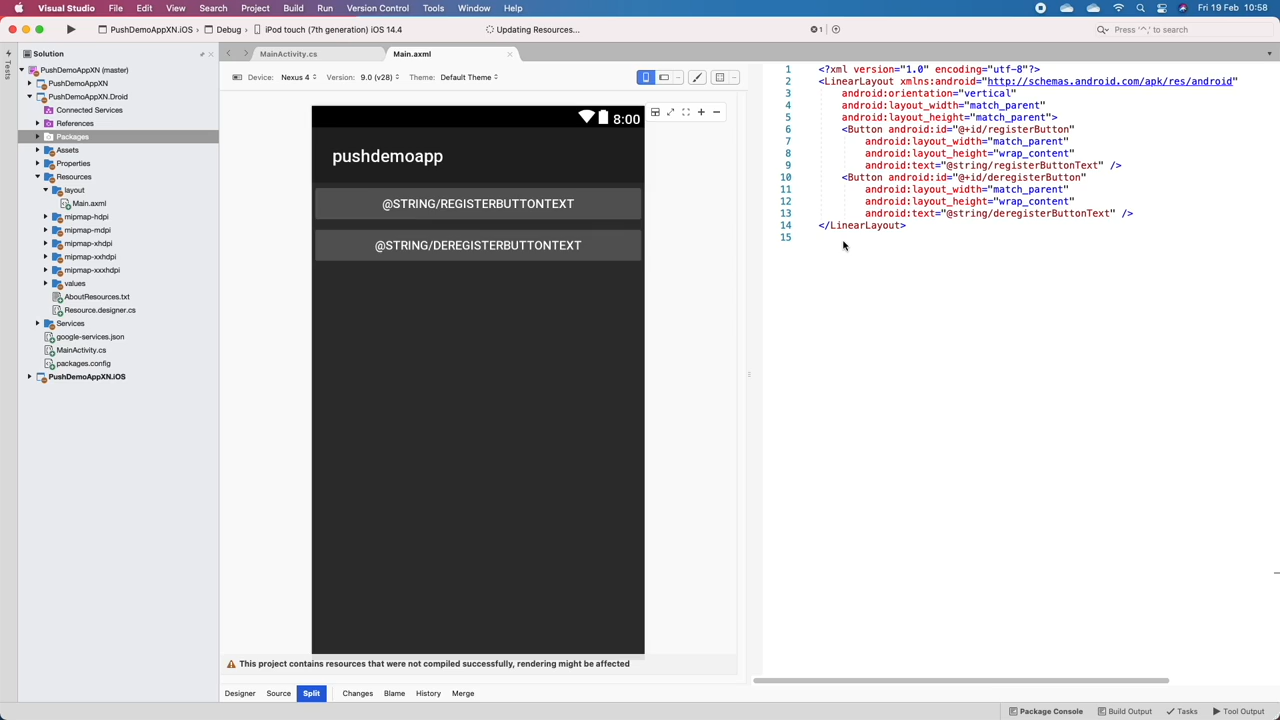 Visual Studio File Edit View Search Project Build Run Version Control Tools Window Help
Fri 19 Feb 10:58
PushDemoAppXN.iOS Debug iPod touch (7th generation) iOS 14.4
Updating Resources...
1
Press '^,' to search
Solution
MainActivity.cs
Main.axml
Tests
PushDemoAppXN (master)
PushDemoAppXN
PushDemoAppXN.Droid
Connected Services
References
Packages
Assets
Properties
Resources
layout
Main.axml
mipmap-hdpi
mipmap-mdpi
mipmap-xhdpi
mipmap-xxhdpi
mipmap-xxxhdpi
values
AboutResources.txt
Resource.designer.cs
Services
google-services.json
MainActivity.cs
packages.config
PushDemoAppXN.iOS
Device: Nexus 4 Version: 9.0 (v28) Theme: Default Theme
8:00
pushdemoapp
@STRING/REGISTERBUTTONTEXT
@STRING/DEREGISTERBUTTONTEXT
This project contains resources that were not compiled successfully, rendering might be affected
Designer Source Split Changes Blame History Merge
1 <?xml version="1.0" encoding="utf-8"?>
2 <LinearLayout xmlns:android="http://schemas.android.com/apk/res/android"
3 android:orientation="vertical"
4 android:layout_width="match_parent"
5 android:layout_height="match_parent">
6 <Button android:id="@+id/registerButton"
7 android:layout_width="match_parent"
8 android:layout_height="wrap_content"
9 android:text="@string/registerButtonText" />
10 <Button android:id="@+id/deregisterButton"
11 android:layout_width="match_parent"
12 android:layout_height="wrap_content"
13 android:text="@string/deregisterButtonText" />
14 </LinearLayout>
15
Package Console Build Output Tasks Tool Output